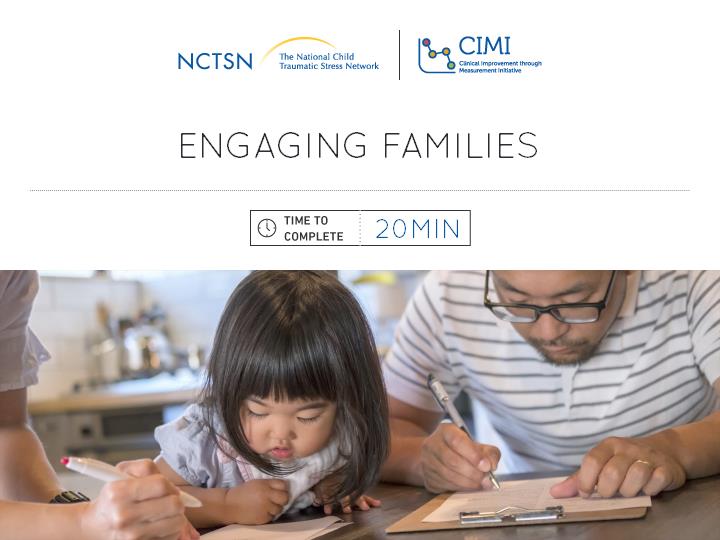 NCTSN
The National Child
Traumatic Stress Network
CIMI
Clinical Improvement through
Measurement Initiative
ENGAGING FAMILIES
TIME TO
COMPLETE
20MIN